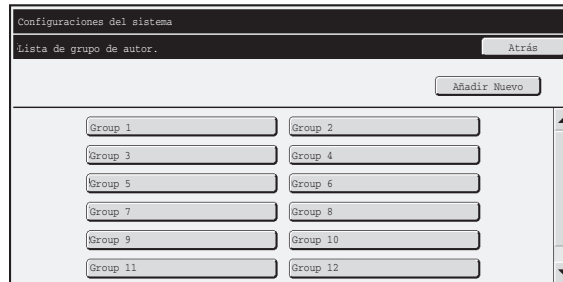 Configuraciones del sistema
Lista de grupo de autor.
Atrás
Añadir Nuevo
Group 1
Group 2
Group 3
Group 4
Group 5
Group 6
Group 7
Group 8
Group 9
Group 10
Group 11
Group 12